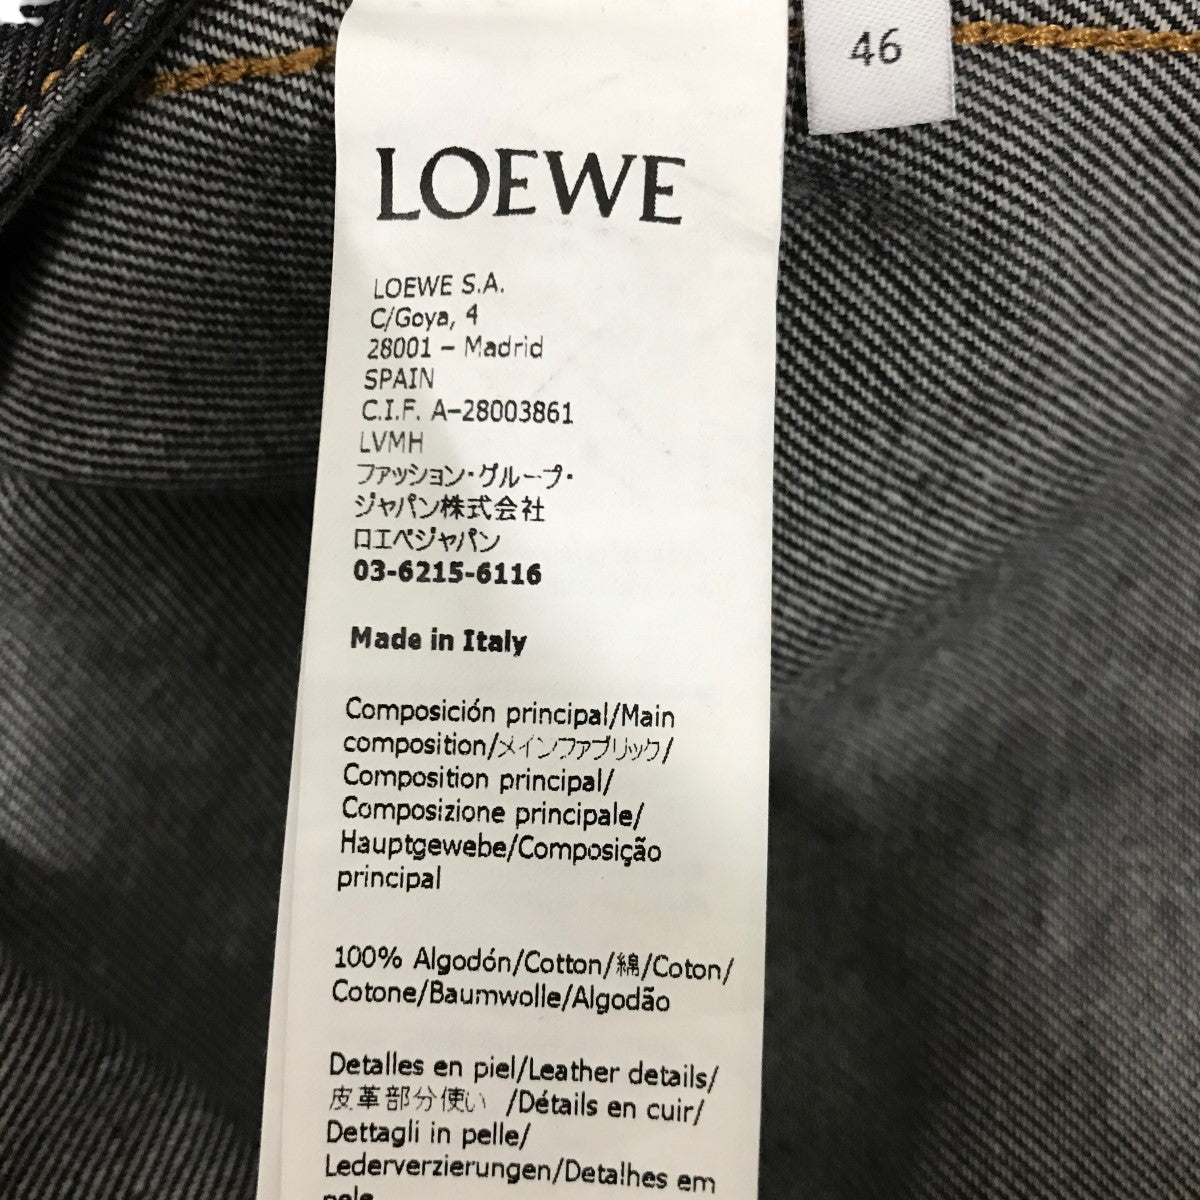 46
LOEWE
LOEWE S.A.
C/Goya, 4
28001 – Madrid
SPAIN
C.I.F. A–28003861
LVMH
ファッション・グループ・
ジャパン株式会社
ロエベジャパン
03-6215-6116
Made in Italy
Composición principal/Main
composition/メインファブリック/
Composition principal/
Composizione principale/
Hauptgewebe/Composição
principal
100% Algodón/Cotton/綿/Coton/
Cotone/Baumwolle/Algodão
Detalles en piel/Leather details/
皮革部分使い /Détails en cuir/
Dettagli in pelle/
Lederverzierungen/Detalhes em
pele